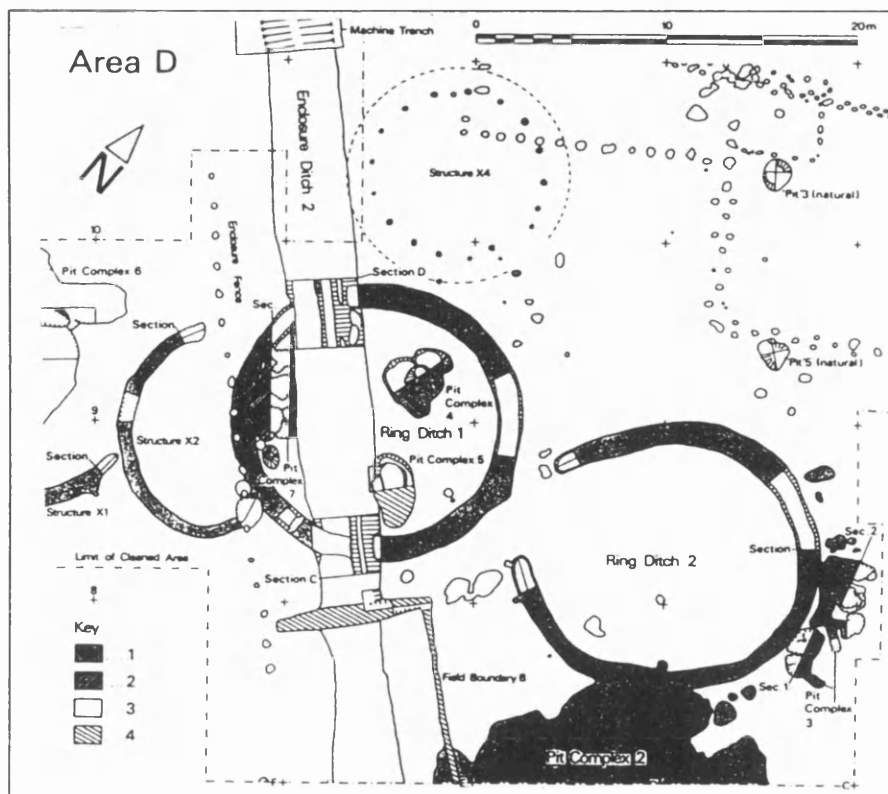 Machine Trench
0
20m
Area D
N
Enclosure Ditch 2
Structure X4
Pit 3 (natural)
10
Enclosure Fence
Section D
Pit Complex 6
Sec.
Section
Pit 5 (natural)
Pit
Complex
4
9
Structure X2
Ring Ditch 1
Section
Pit Complex 5
Pit
Complex
7
Structure X1
Sec. 2
Limit of Cleaned Area
Section
Ring Ditch 2
Section C
8
Key
1
2
3
4
Field Boundary 8
Sec. 1
Pit
Complex
3
Pit Complex 2
F
C